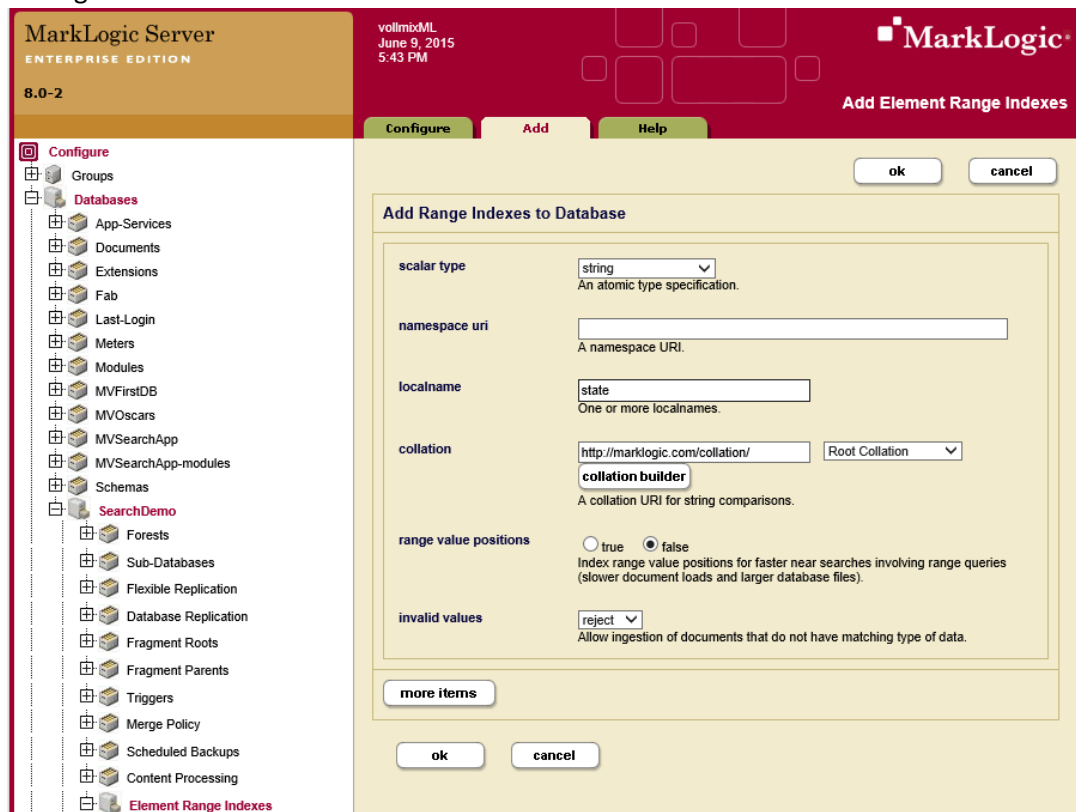 MarkLogic Server
ENTERPRISE EDITION
8.0-2
vollmixML
June 9, 2015
5:43 PM
MarkLogic
Add Element Range Indexes
Configure
Add
Help
Configure
Groups
Databases
App-Services
Documents
Extensions
Fab
Last-Login
Meters
Modules
MVFirstDB
MVOscars
MVSearchApp
MVSearchApp-modules
Schemas
SearchDemo
Forests
Sub-Databases
Flexible Replication
Database Replication
Fragment Roots
Fragment Parents
Triggers
Merge Policy
Scheduled Backups
Content Processing
Element Range Indexes
ok cancel
Add Range Indexes to Database
scalar type string
An atomic type specification.
namespace uri
A namespace URI.
localname state
One or more localnames.
collation http://marklogic.com/collation/ Root Collation
collation builder
A collation URI for string comparisons.
range value positions true false
Index range value positions for faster near searches involving range queries
(slower document loads and larger database files).
invalid values reject
Allow ingestion of documents that do not have matching type of data.
more items
ok cancel